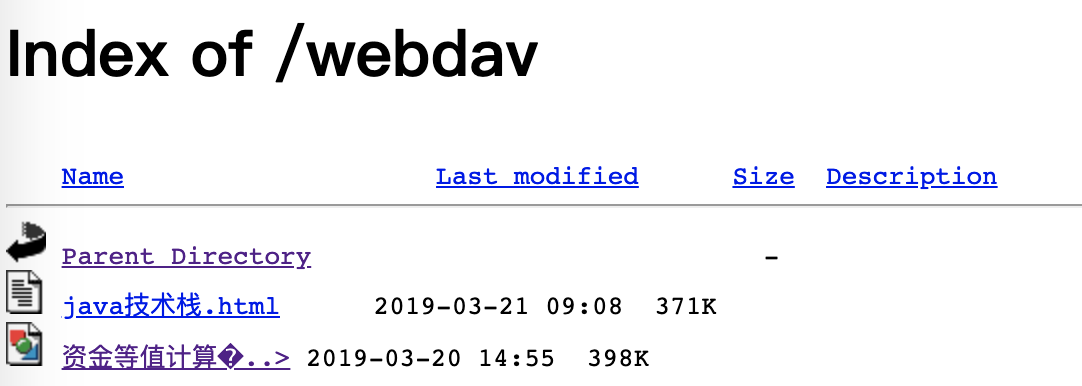 Index of /webdav
Name Last modified Size Description
Parent Directory -
java技术栈.html 2019-03-21 09:08 371K
资金等值计算�..> 2019-03-20 14:55 398K